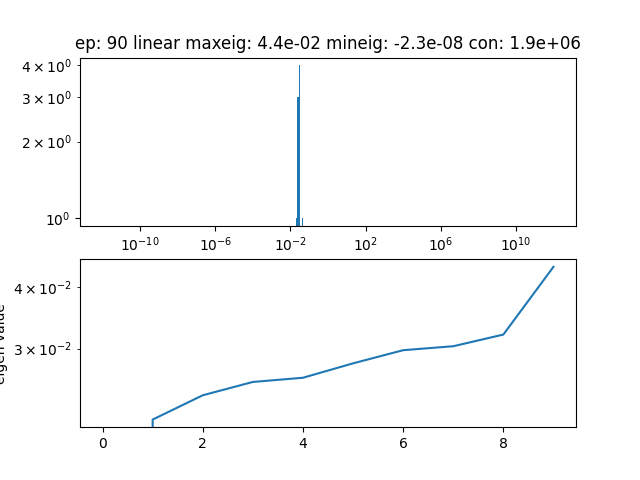 ep: 90 linear maxeig: 4.4e-02 mineig: -2.3e-08 con: 1.9e+06
4 × 10⁰
3 × 10⁰
2 × 10⁰
10⁰
10⁻¹⁰ 10⁻⁶ 10⁻² 10² 10⁶ 10¹⁰
4 × 10⁻²
3 × 10⁻²
eigen value
0 2 4 6 8